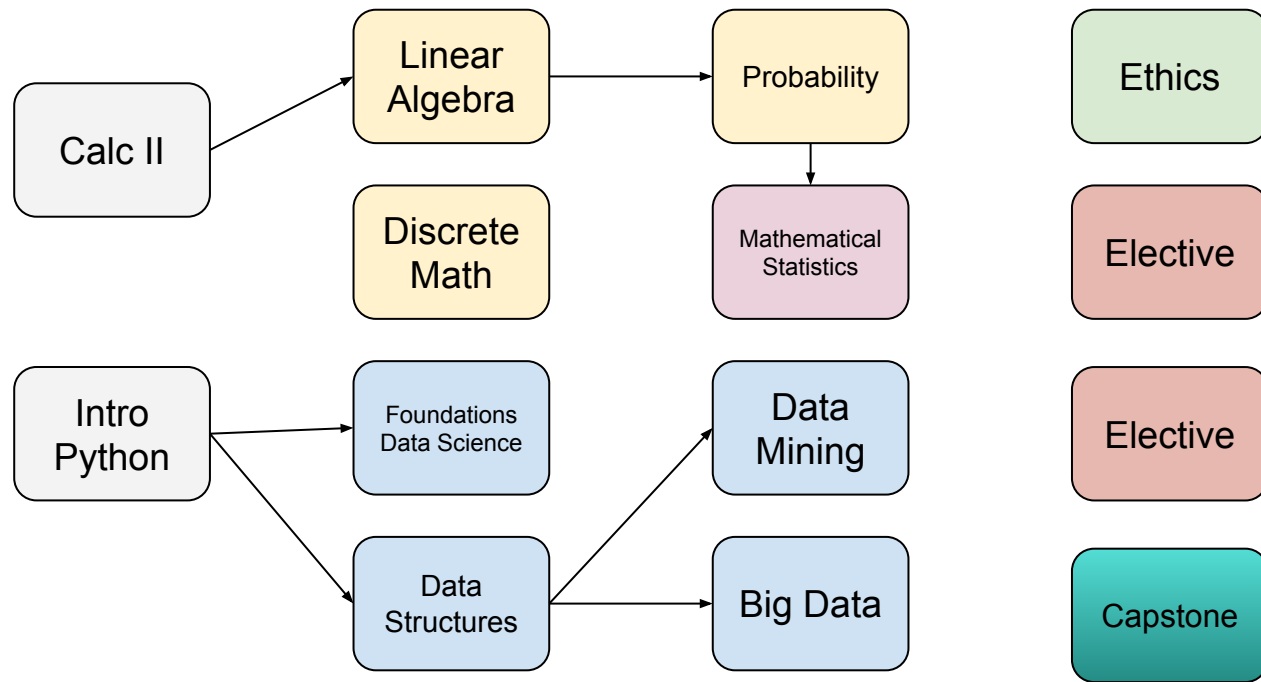 Calc II
Linear
Algebra
Probability
Ethics
Discrete
Math
Mathematical
Statistics
Elective
Intro
Python
Foundations
Data Science
Data
Mining
Elective
Data
Structures
Big Data
Capstone